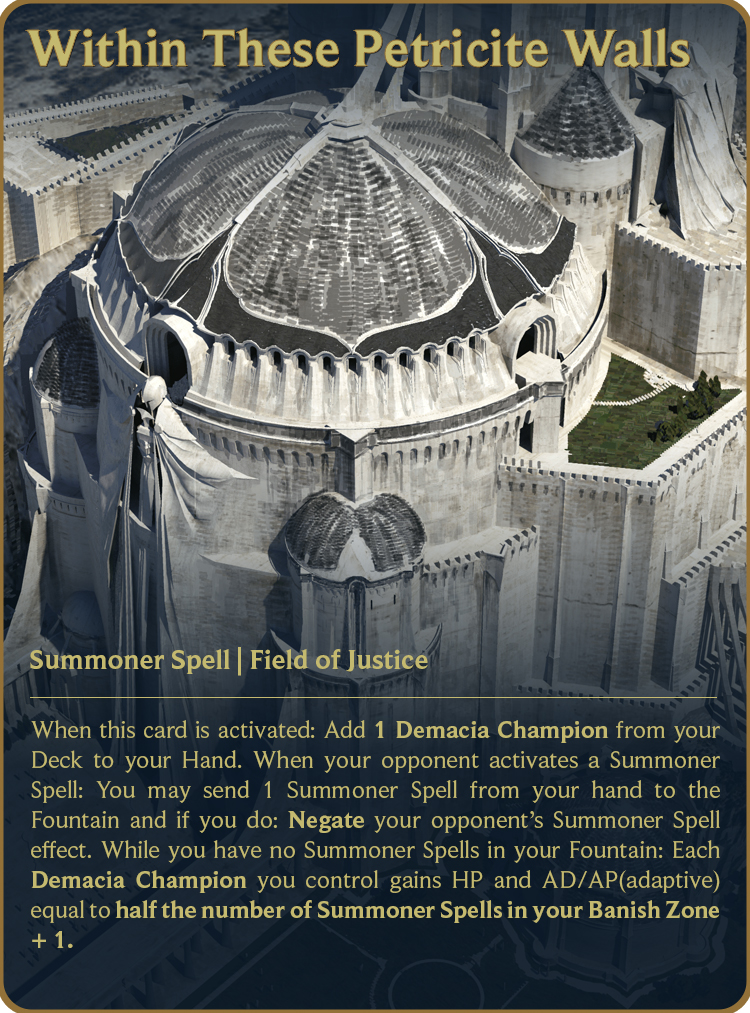 Within These Petricite Walls
Summoner Spell | Field of Justice
When this card is activated: Add 1 Demacia Champion from your
Deck to your Hand. When your opponent activates a Summoner
Spell: You may send 1 Summoner Spell from your hand to the
Fountain and if you do: Negate your opponent's Summoner Spell
effect. While you have no Summoner Spells in your Fountain: Each
Demacia Champion you control gains HP and AD/AP(adaptive)
equal to half the number of Summoner Spells in your Banish Zone
+ 1.